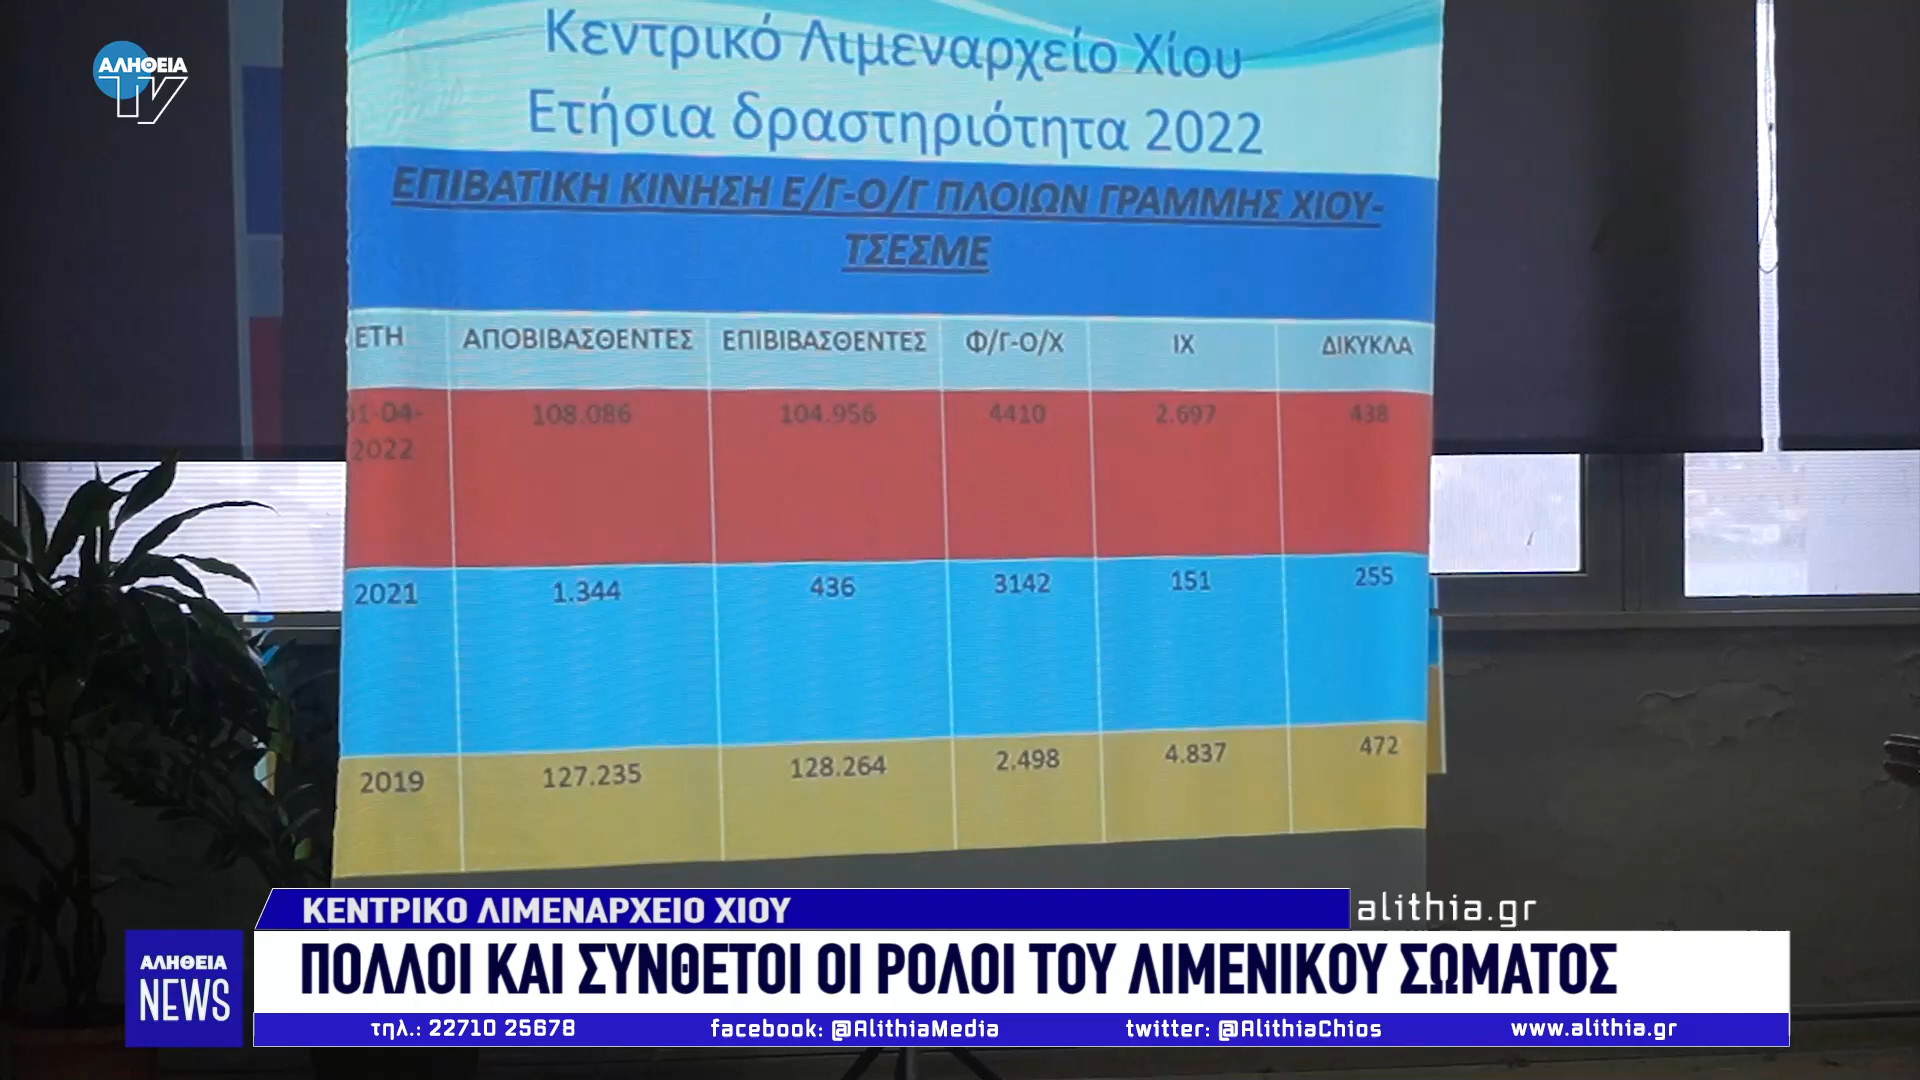 ΑΛΗΘΕΙΑ
TV
Κεντρικό Λιμεναρχείο Χίου
Ετήσια δραστηριότητα 2022
ΕΠΙΒΑΤΙΚΗ ΚΙΝΗΣΗ Ε/Γ-Ο/Γ ΠΛΟΙΩΝ ΓΡΑΜΜΗΣ ΧΙΟΥ-
ΤΣΕΣΜΕ
ΕΤΗ ΑΠΟΒΙΒΑΣΘΕΝΤΕΣ ΕΠΙΒΙΒΑΣΘΕΝΤΕΣ Φ/Γ-Ο/Χ ΙΧ ΔΙΚΥΚΛΑ
01-04- 108.086 104.956 4410 2.697 438
2022
2021 1.344 436 3142 151 255
2019 127.235 128.264 2.498 4.837 472
ΚΕΝΤΡΙΚΟ ΛΙΜΕΝΑΡΧΕΙΟ ΧΙΟΥ
alithia.gr
ΑΛΗΘΕΙΑ
NEWS
ΠΟΛΛΟΙ ΚΑΙ ΣΥΝΘΕΤΟΙ ΟΙ ΡΟΛΟΙ ΤΟΥ ΛΙΜΕΝΙΚΟΥ ΣΩΜΑΤΟΣ
τηλ.: 22710 25678 facebook: @AlithiaMedia twitter: @AlithiaChios www.alithia.gr